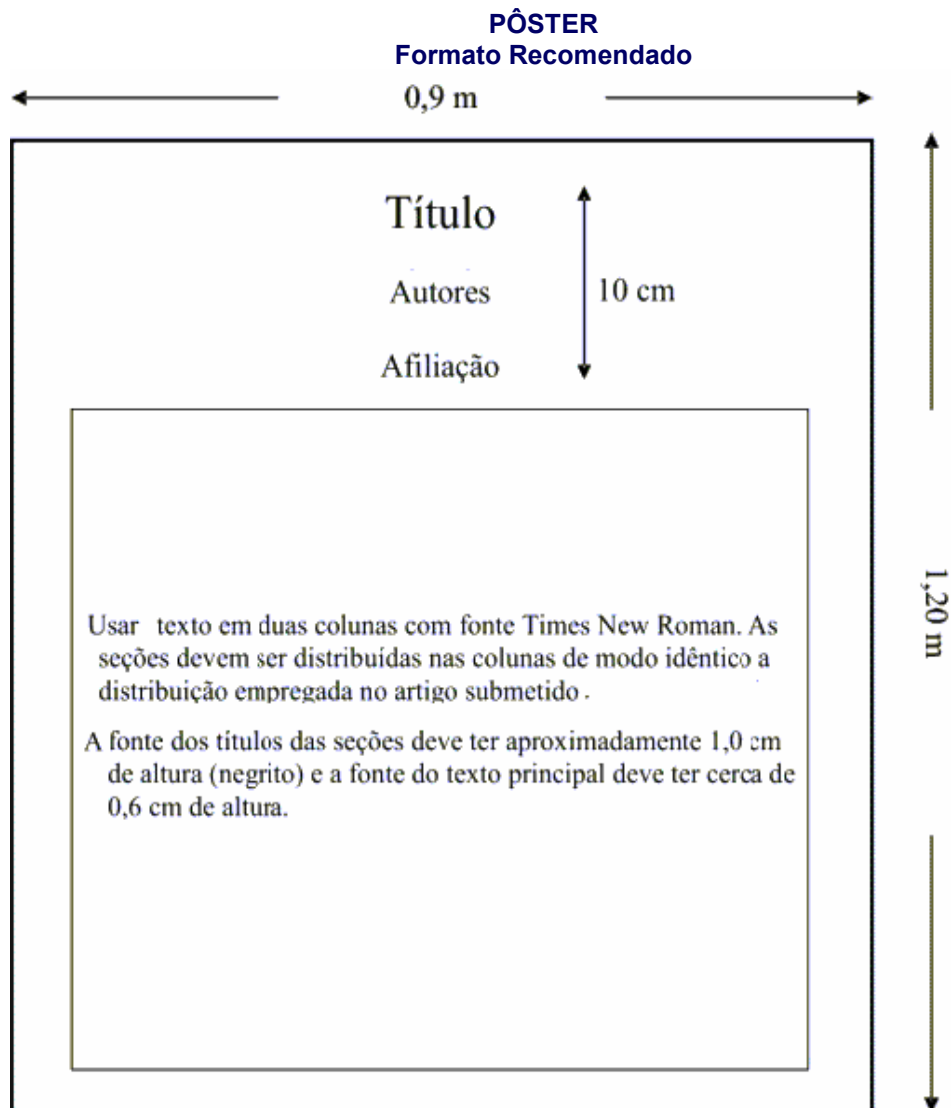 PÔSTER
Formato Recomendado
0,9 m
Título
Autores
10 cm
Afiliação
1,20 m
Usar texto em duas colunas com fonte Times New Roman. As
seções devem ser distribuídas nas colunas de modo idêntico a
distribuição empregada no artigo submetido.
A fonte dos títulos das seções deve ter aproximadamente 1,0 cm
de altura (negrito) e a fonte do texto principal deve ter cerca de
0,6 cm de altura.